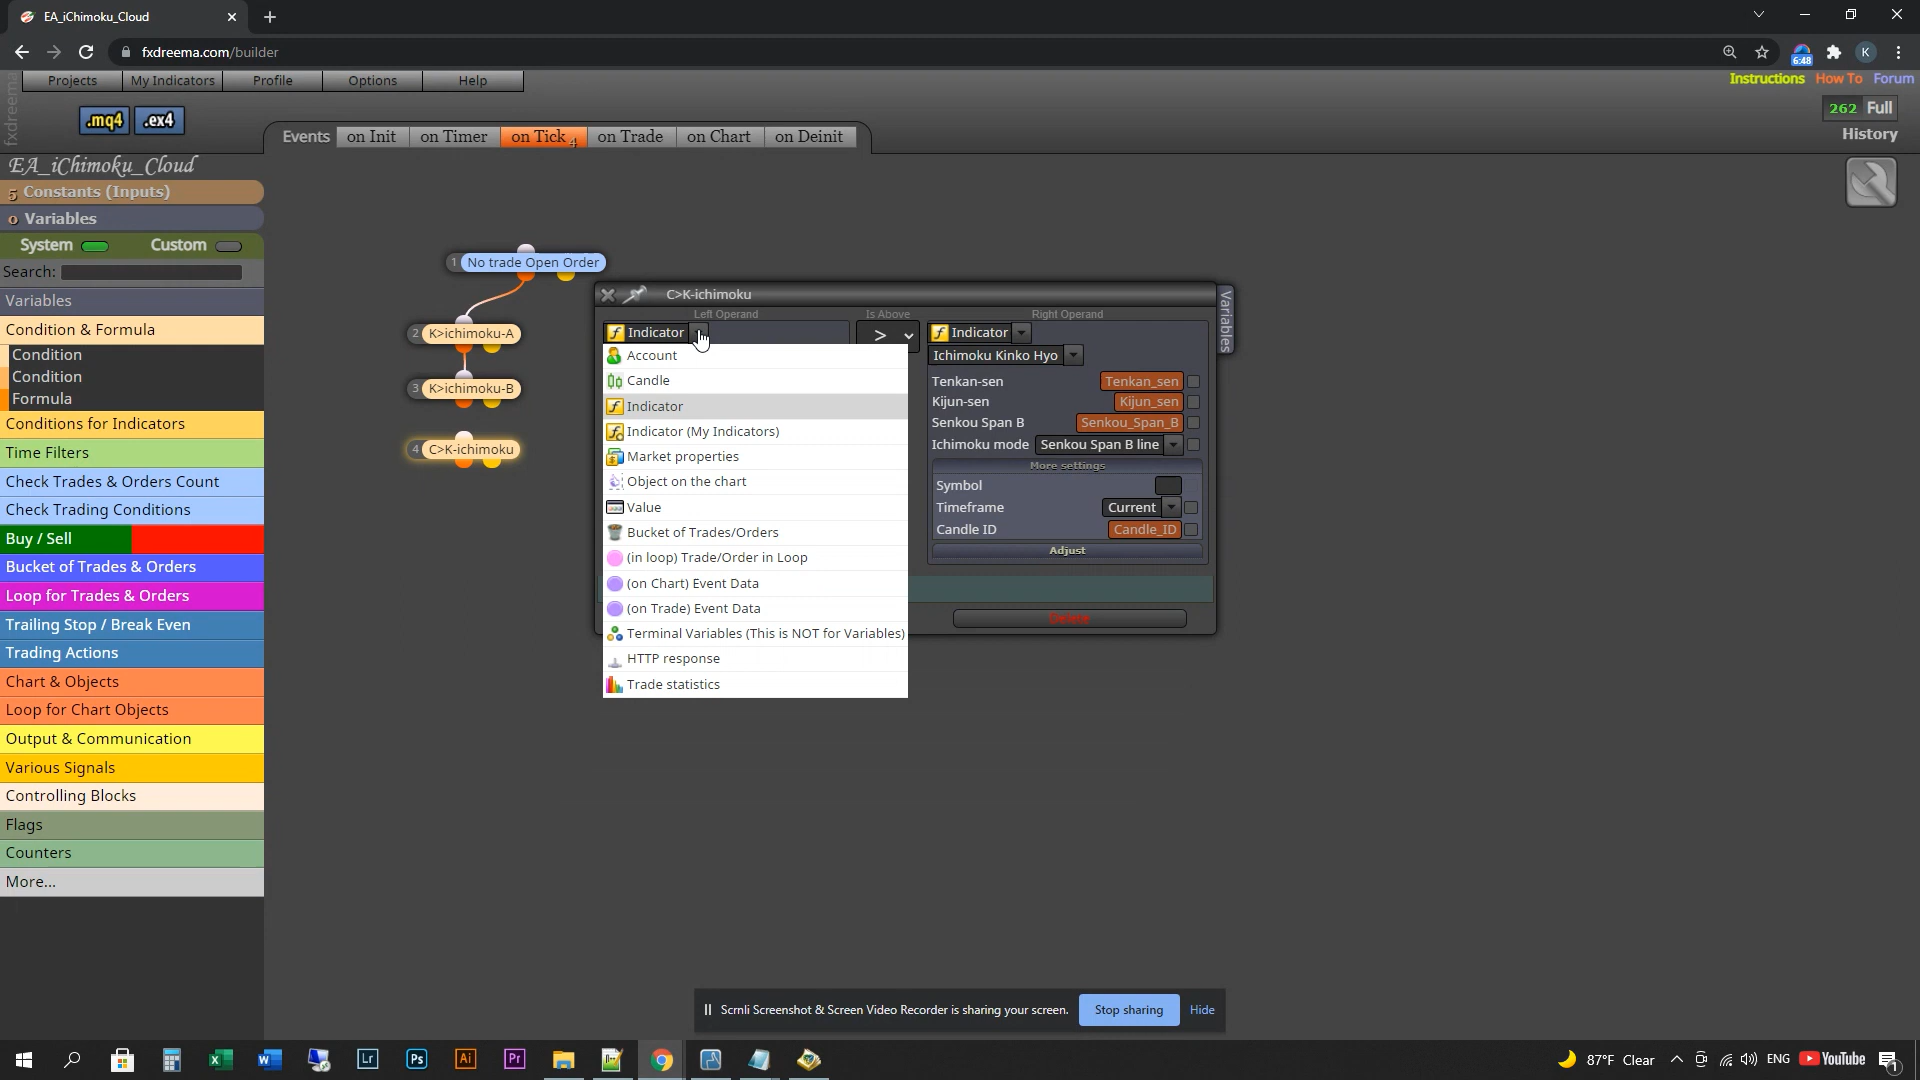 EA_iChimoku_Cloud
fxdreema.com/builder
6:48
K
Projects
My Indicators
Profile
Options
Help
Instructions
How To
Forum
fxdreema
.mq4
.ex4
262 Full
History
Events
on Init
on Timer
on Tick 4
on Trade
on Chart
on Deinit
EA_iChimoku_Cloud
5 Constants (Inputs)
0 Variables
System
Custom
Search:
Variables
Condition & Formula
Condition
Condition
Formula
Conditions for Indicators
Time Filters
Check Trades & Orders Count
Check Trading Conditions
Buy / Sell
Bucket of Trades & Orders
Loop for Trades & Orders
Trailing Stop / Break Even
Trading Actions
Chart & Objects
Loop for Chart Objects
Output & Communication
Various Signals
Controlling Blocks
Flags
Counters
More...
1 No trade Open Order
2 K>ichimoku-A
3 K>ichimoku-B
4 C>K-ichimoku
C>K-ichimoku
Left Operand
Is Above
Right Operand
Indicator
>
Indicator
Account
Candle
Indicator
Indicator (My Indicators)
Market properties
Object on the chart
Value
Bucket of Trades/Orders
(in loop) Trade/Order in Loop
(on Chart) Event Data
(on Trade) Event Data
Terminal Variables (This is NOT for Variables)
HTTP response
Trade statistics
Ichimoku Kinko Hyo
Tenkan-sen Tenkan_sen
Kijun-sen Kijun_sen
Senkou Span B Senkou_Span_B
Ichimoku mode Senkou Span B line
More settings
Symbol
Timeframe Current
Candle ID Candle_ID
Adjust
Delete
Variables
Scrnli Screenshot & Screen Video Recorder is sharing your screen.
Stop sharing
Hide
Lr
Ps
Ai
Pr
87°F Clear
ENG
YouTube
1